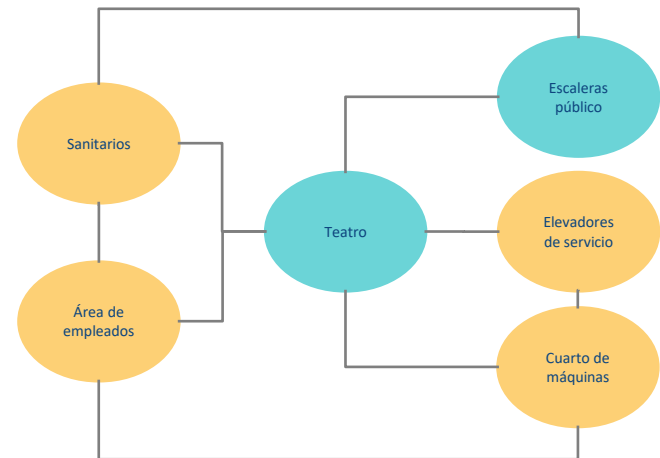 Escaleras
público
Sanitarios
Teatro
Elevadores
de servicio
Área de
empleados
Cuarto de
máquinas